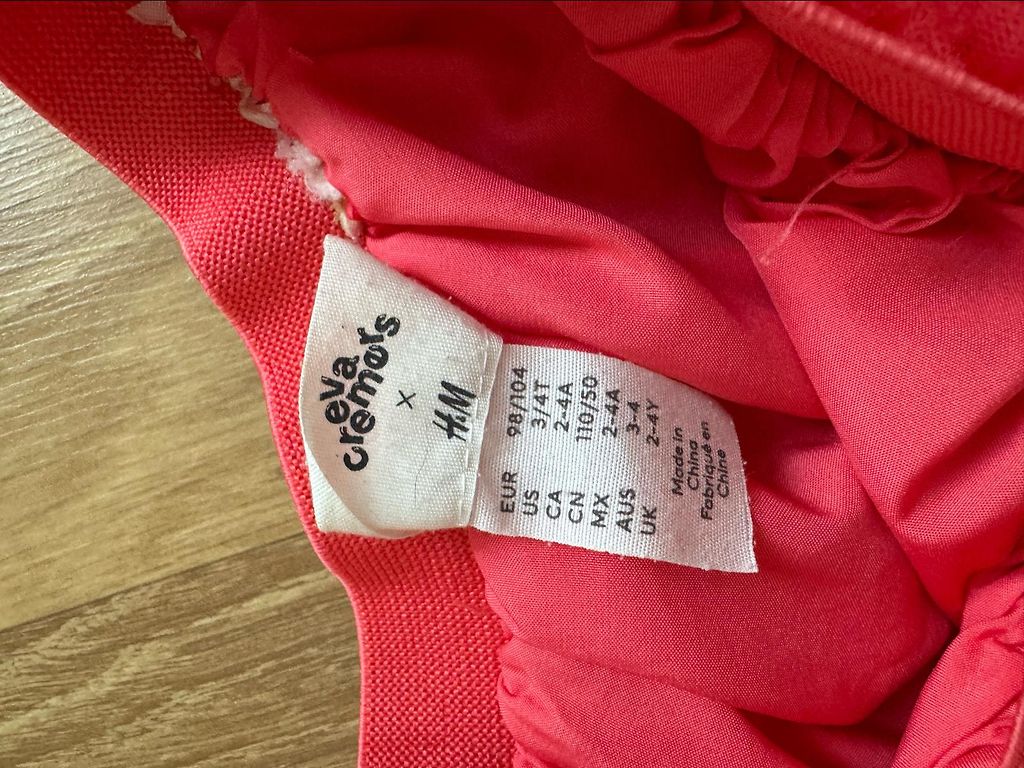 eva
cremers
×
H&M
EUR 98/104
US 3/4T
CA 2-4A
CN 110/50
MX 2-4A
AUS 3-4
UK 2-4Y
Made in
China
Fabriqué en
Chine